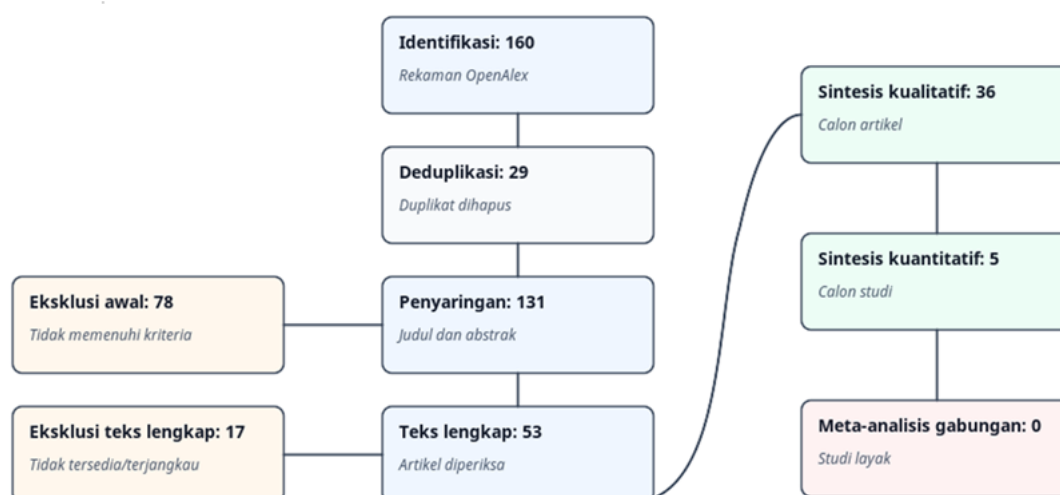 Identifikasi: 160
Rekaman OpenAlex
Deduplikasi: 29
Duplikat dihapus
Eksklusi awal: 78
Tidak memenuhi kriteria
Penyaringan: 131
Judul dan abstrak
Eksklusi teks lengkap: 17
Tidak tersedia/terjangkau
Teks lengkap: 53
Artikel diperiksa
Sintesis kualitatif: 36
Calon artikel
Sintesis kuantitatif: 5
Calon studi
Meta-analisis gabungan: 0
Studi layak